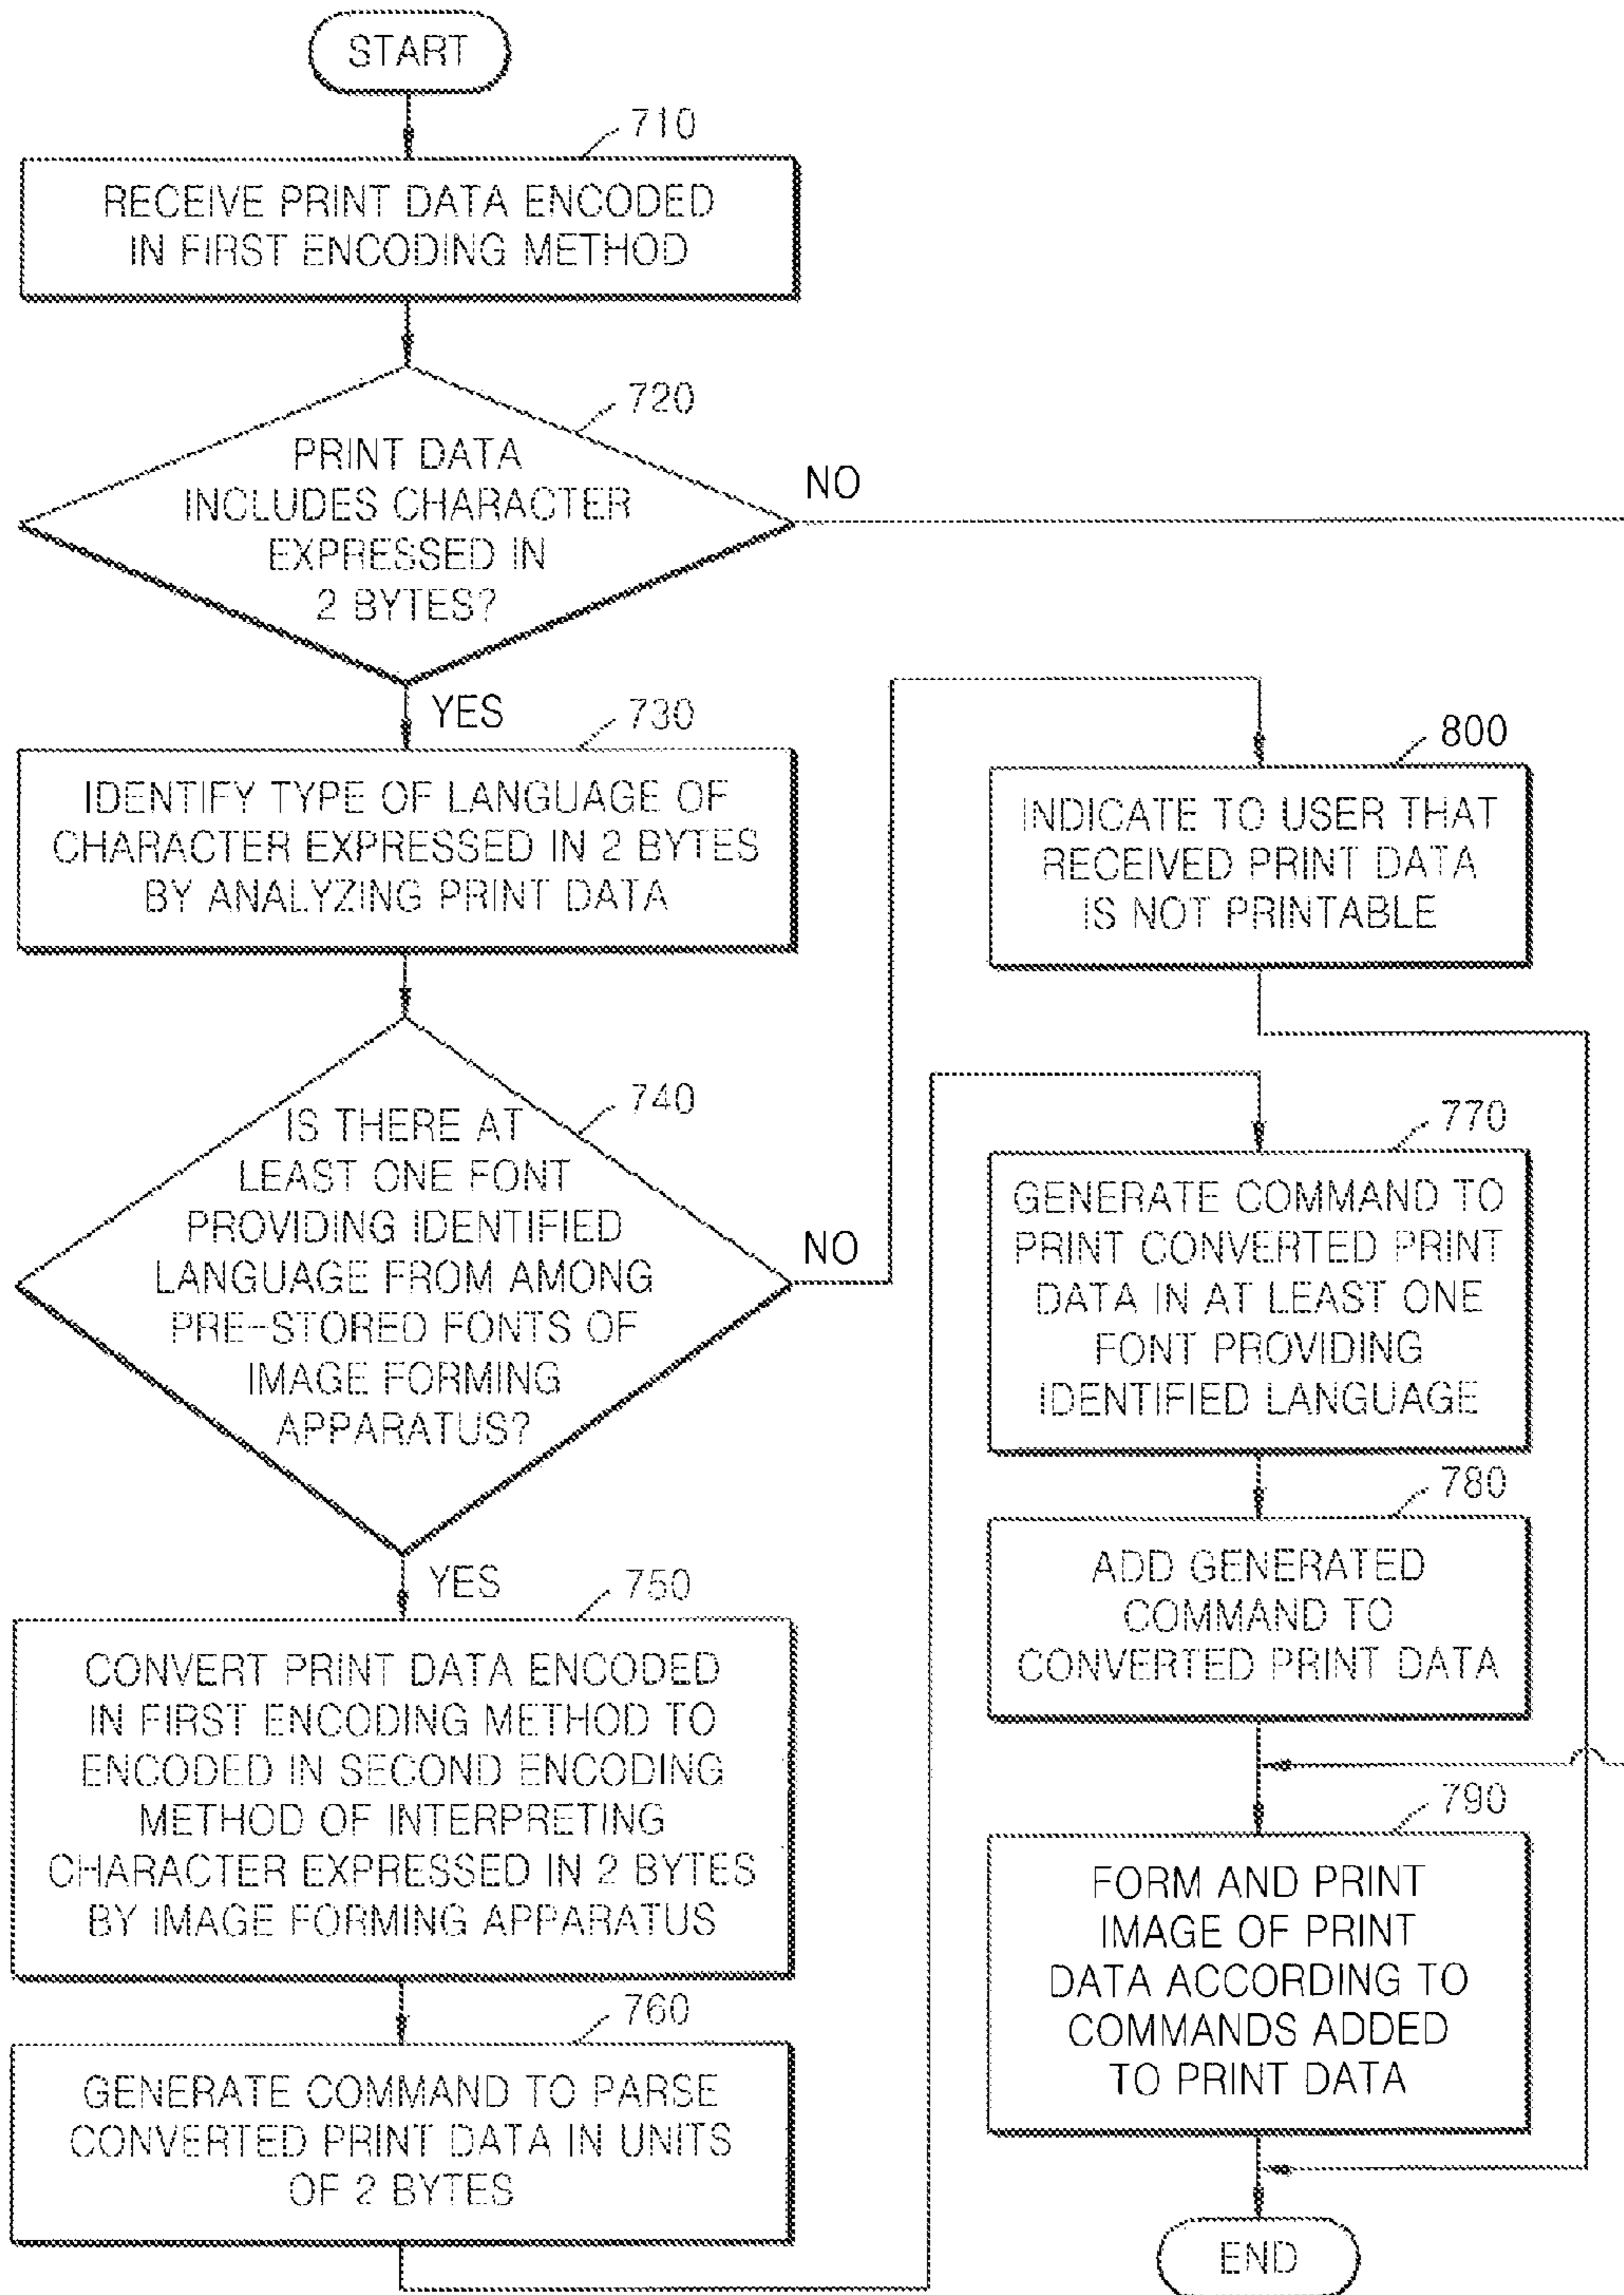 START
710
RECEIVE PRINT DATA ENCODED
IN FIRST ENCODING METHOD
720
PRINT DATA
INCLUDES CHARACTER
EXPRESSED IN
2 BYTES?
NO
YES
730
IDENTIFY TYPE OF LANGUAGE OF
CHARACTER EXPRESSED IN 2 BYTES
BY ANALYZING PRINT DATA
740
IS THERE AT
LEAST ONE FONT
PROVIDING IDENTIFIED
LANGUAGE FROM AMONG
PRE-STORED FONTS OF
IMAGE FORMING
APPARATUS?
NO
YES
750
CONVERT PRINT DATA ENCODED
IN FIRST ENCODING METHOD TO
ENCODED IN SECOND ENCODING
METHOD OF INTERPRETING
CHARACTER EXPRESSED IN 2 BYTES
BY IMAGE FORMING APPARATUS
760
GENERATE COMMAND TO PARSE
CONVERTED PRINT DATA IN UNITS
OF 2 BYTES
800
INDICATE TO USER THAT
RECEIVED PRINT DATA
IS NOT PRINTABLE
770
GENERATE COMMAND TO
PRINT CONVERTED PRINT
DATA IN AT LEAST ONE
FONT PROVIDING
IDENTIFIED LANGUAGE
780
ADD GENERATED
COMMAND TO
CONVERTED PRINT DATA
790
FORM AND PRINT
IMAGE OF PRINT
DATA ACCORDING TO
COMMANDS ADDED
TO PRINT DATA
END